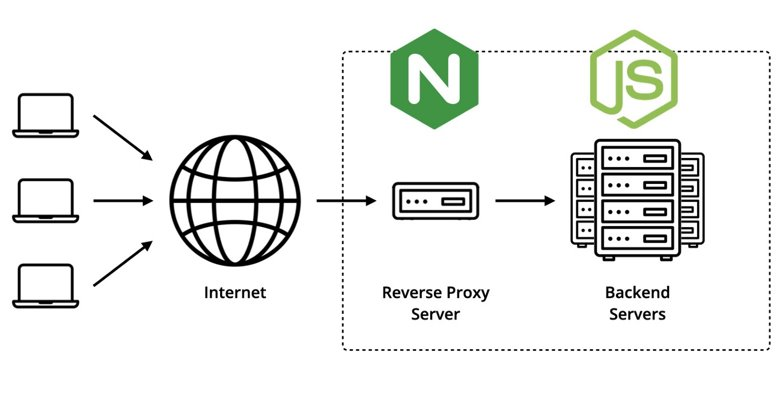 N
JS
Internet
Reverse Proxy
Server
Backend
Servers